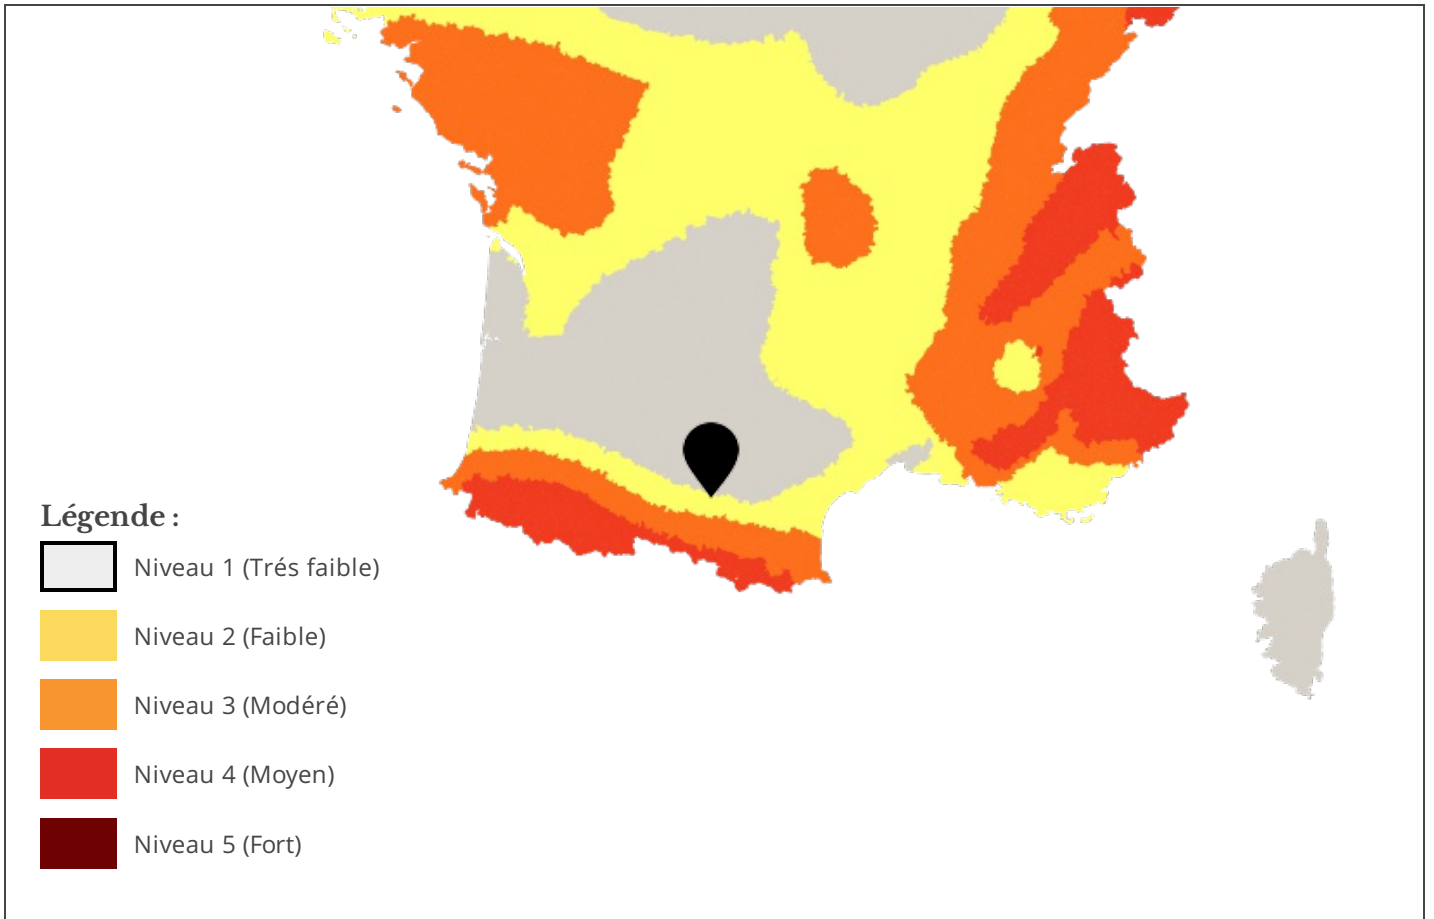 Légende :
Niveau 1 (Trés faible)
Niveau 2 (Faible)
Niveau 3 (Modéré)
Niveau 4 (Moyen)
Niveau 5 (Fort)